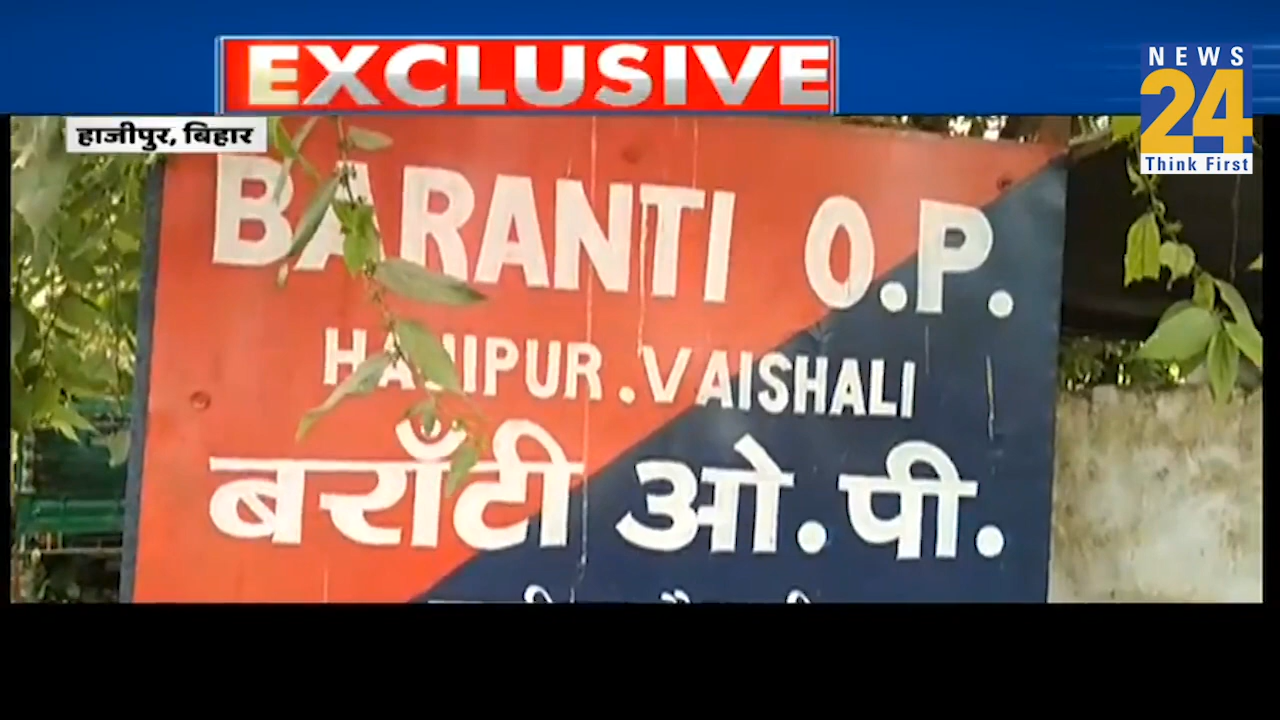 EXCLUSIVE
NEWS
24
Think First
हाजीपुर, बिहार
BARANTI O.P.
HAJIPUR.VAISHALI
बराँटी ओ.पी.